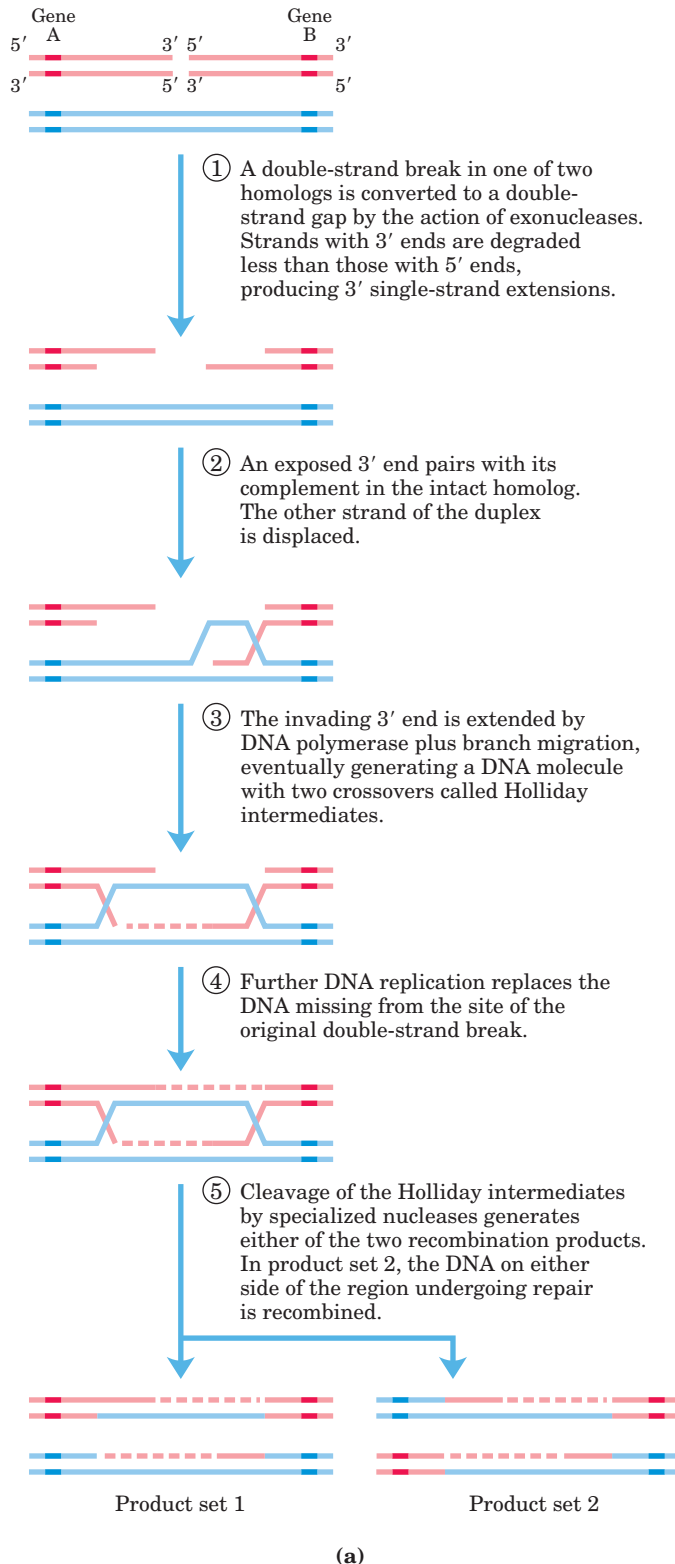 Gene Gene
A B
5′ 3′ 5′ 3′
3′ 5′ 3′ 5′
1 A double-strand break in one of two
homologs is converted to a double-
strand gap by the action of exonucleases.
Strands with 3′ ends are degraded
less than those with 5′ ends,
producing 3′ single-strand extensions.
2 An exposed 3′ end pairs with its
complement in the intact homolog.
The other strand of the duplex
is displaced.
3 The invading 3′ end is extended by
DNA polymerase plus branch migration,
eventually generating a DNA molecule
with two crossovers called Holliday
intermediates.
4 Further DNA replication replaces the
DNA missing from the site of the
original double-strand break.
5 Cleavage of the Holliday intermediates
by specialized nucleases generates
either of the two recombination products.
In product set 2, the DNA on either
side of the region undergoing repair
is recombined.
Product set 1 Product set 2
(a)